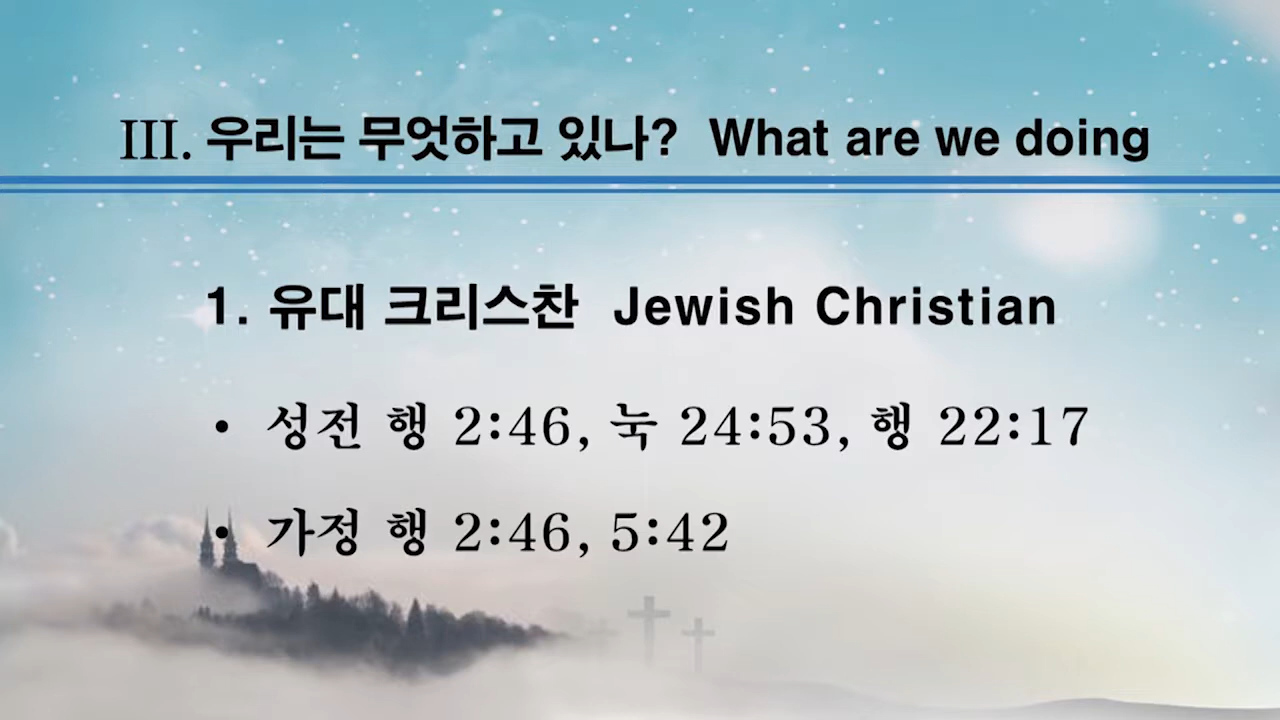 III. 우리는 무엇하고 있나? What are we doing
1. 유대 크리스찬 Jewish Christian
• 성전 행 2:46, 눅 24:53, 행 22:17
• 가정 행 2:46, 5:42